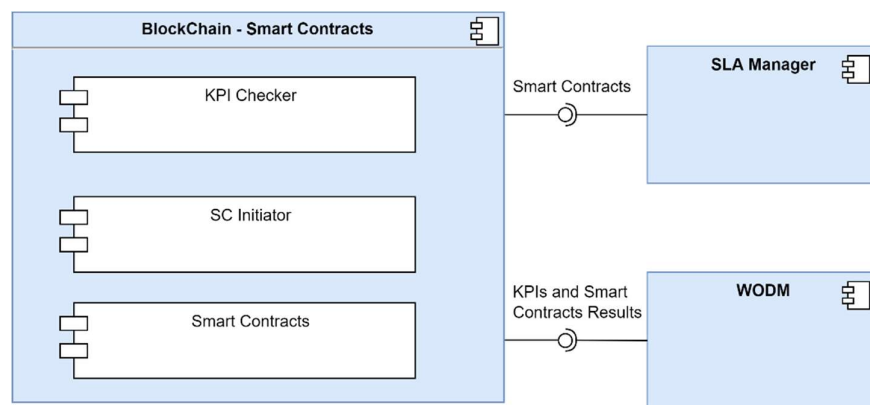 BlockChain - Smart Contracts
KPI Checker
SC Initiator
Smart Contracts
Smart Contracts
SLA Manager
KPIs and Smart
Contracts Results
WODM